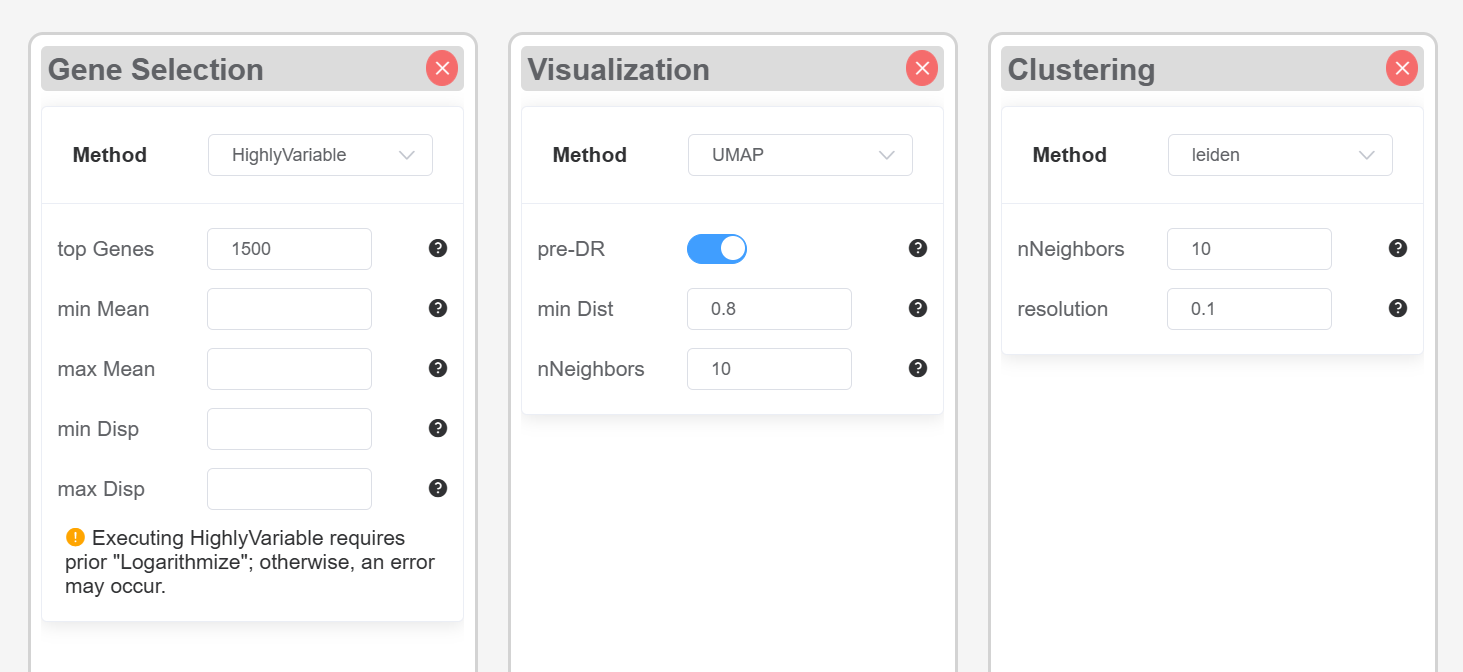 Gene Selection
Method
HighlyVariable
top Genes
1500
min Mean
max Mean
min Disp
max Disp
Executing HighlyVariable requires
prior "Logarithmize"; otherwise, an error
may occur.
Visualization
Method
UMAP
pre-DR
min Dist
0.8
nNeighbors
10
Clustering
Method
leiden
nNeighbors
10
resolution
0.1